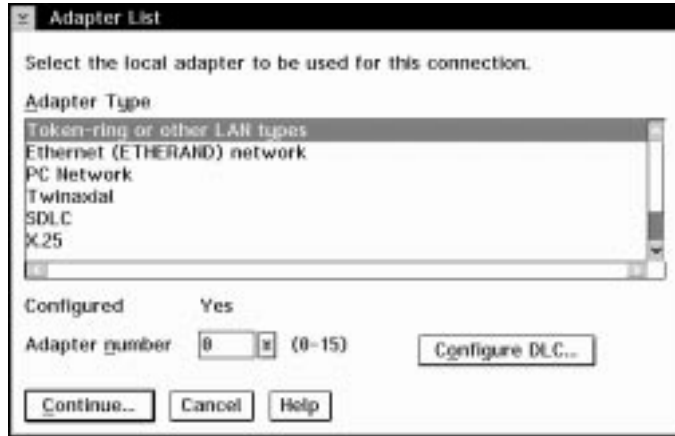 Adapter List
Select the local adapter to be used for this connection.
Adapter Type
Token-ring or other LAN types
Ethernet (ETHERAND) network
PC Network
Twinaxial
SDLC
X.25
Configured Yes
Adapter number 0 (0-15)
Configure DLC...
Continue... Cancel Help